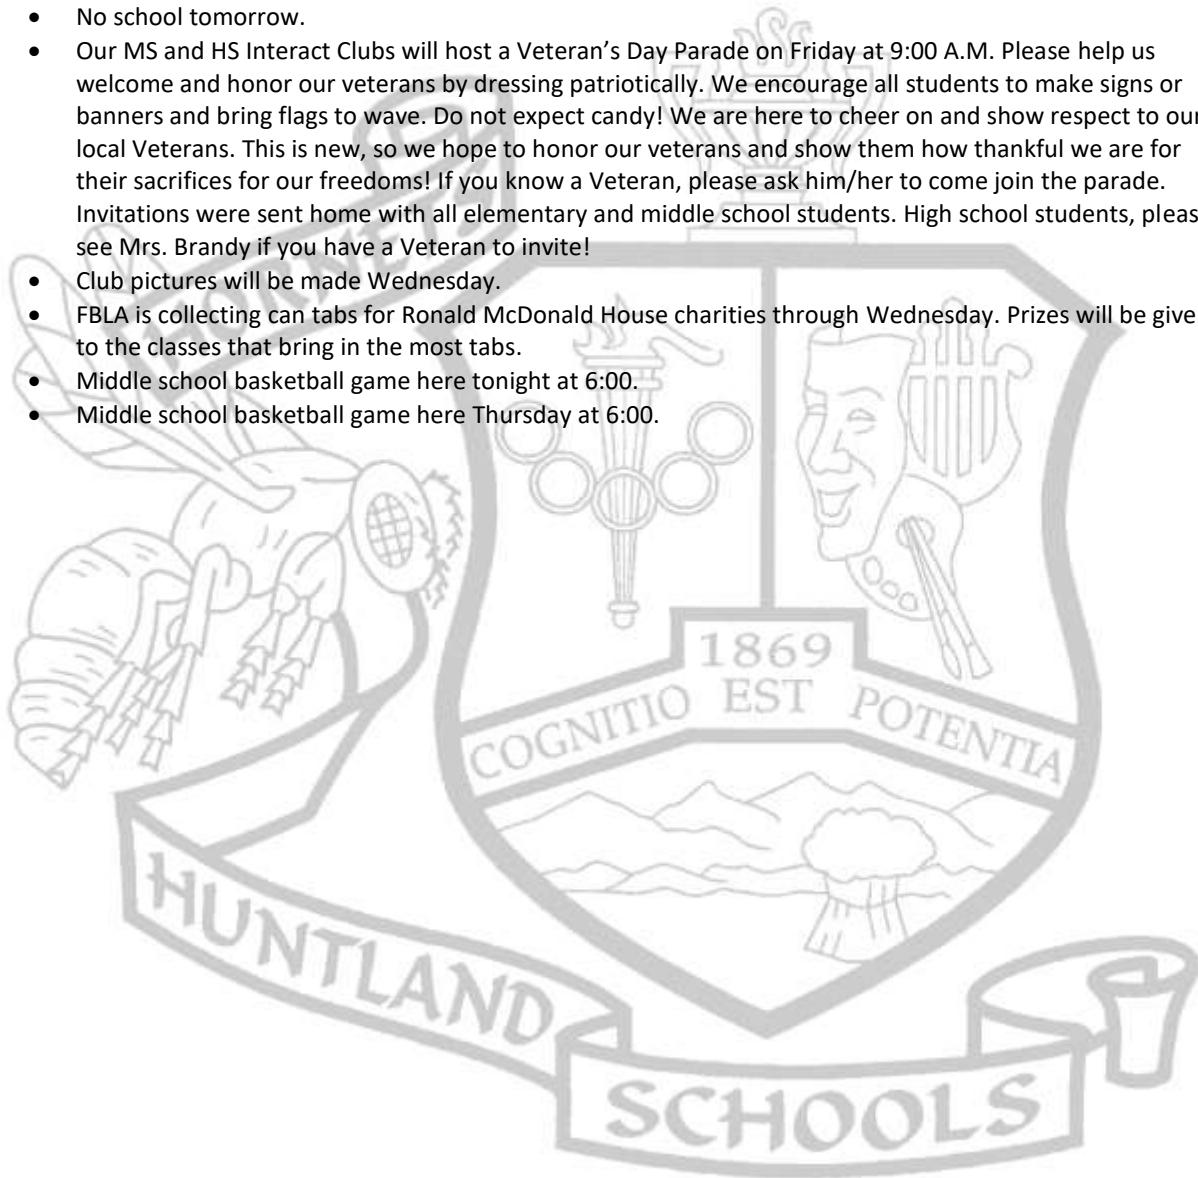 • No school tomorrow.
• Our MS and HS Interact Clubs will host a Veteran’s Day Parade on Friday at 9:00 A.M. Please help us
welcome and honor our veterans by dressing patriotically. We encourage all students to make signs or
banners and bring flags to wave. Do not expect candy! We are here to cheer on and show respect to our
local Veterans. This is new, so we hope to honor our veterans and show them how thankful we are for
their sacrifices for our freedoms! If you know a Veteran, please ask him/her to come join the parade.
Invitations were sent home with all elementary and middle school students. High school students, pleas
see Mrs. Brandy if you have a Veteran to invite!
• Club pictures will be made Wednesday.
• FBLA is collecting can tabs for Ronald McDonald House charities through Wednesday. Prizes will be give
to the classes that bring in the most tabs.
• Middle school basketball game here tonight at 6:00.
• Middle school basketball game here Thursday at 6:00.
HORNETS
1869
COGNITIO EST POTENTIA
HUNTLAND
SCHOOLS